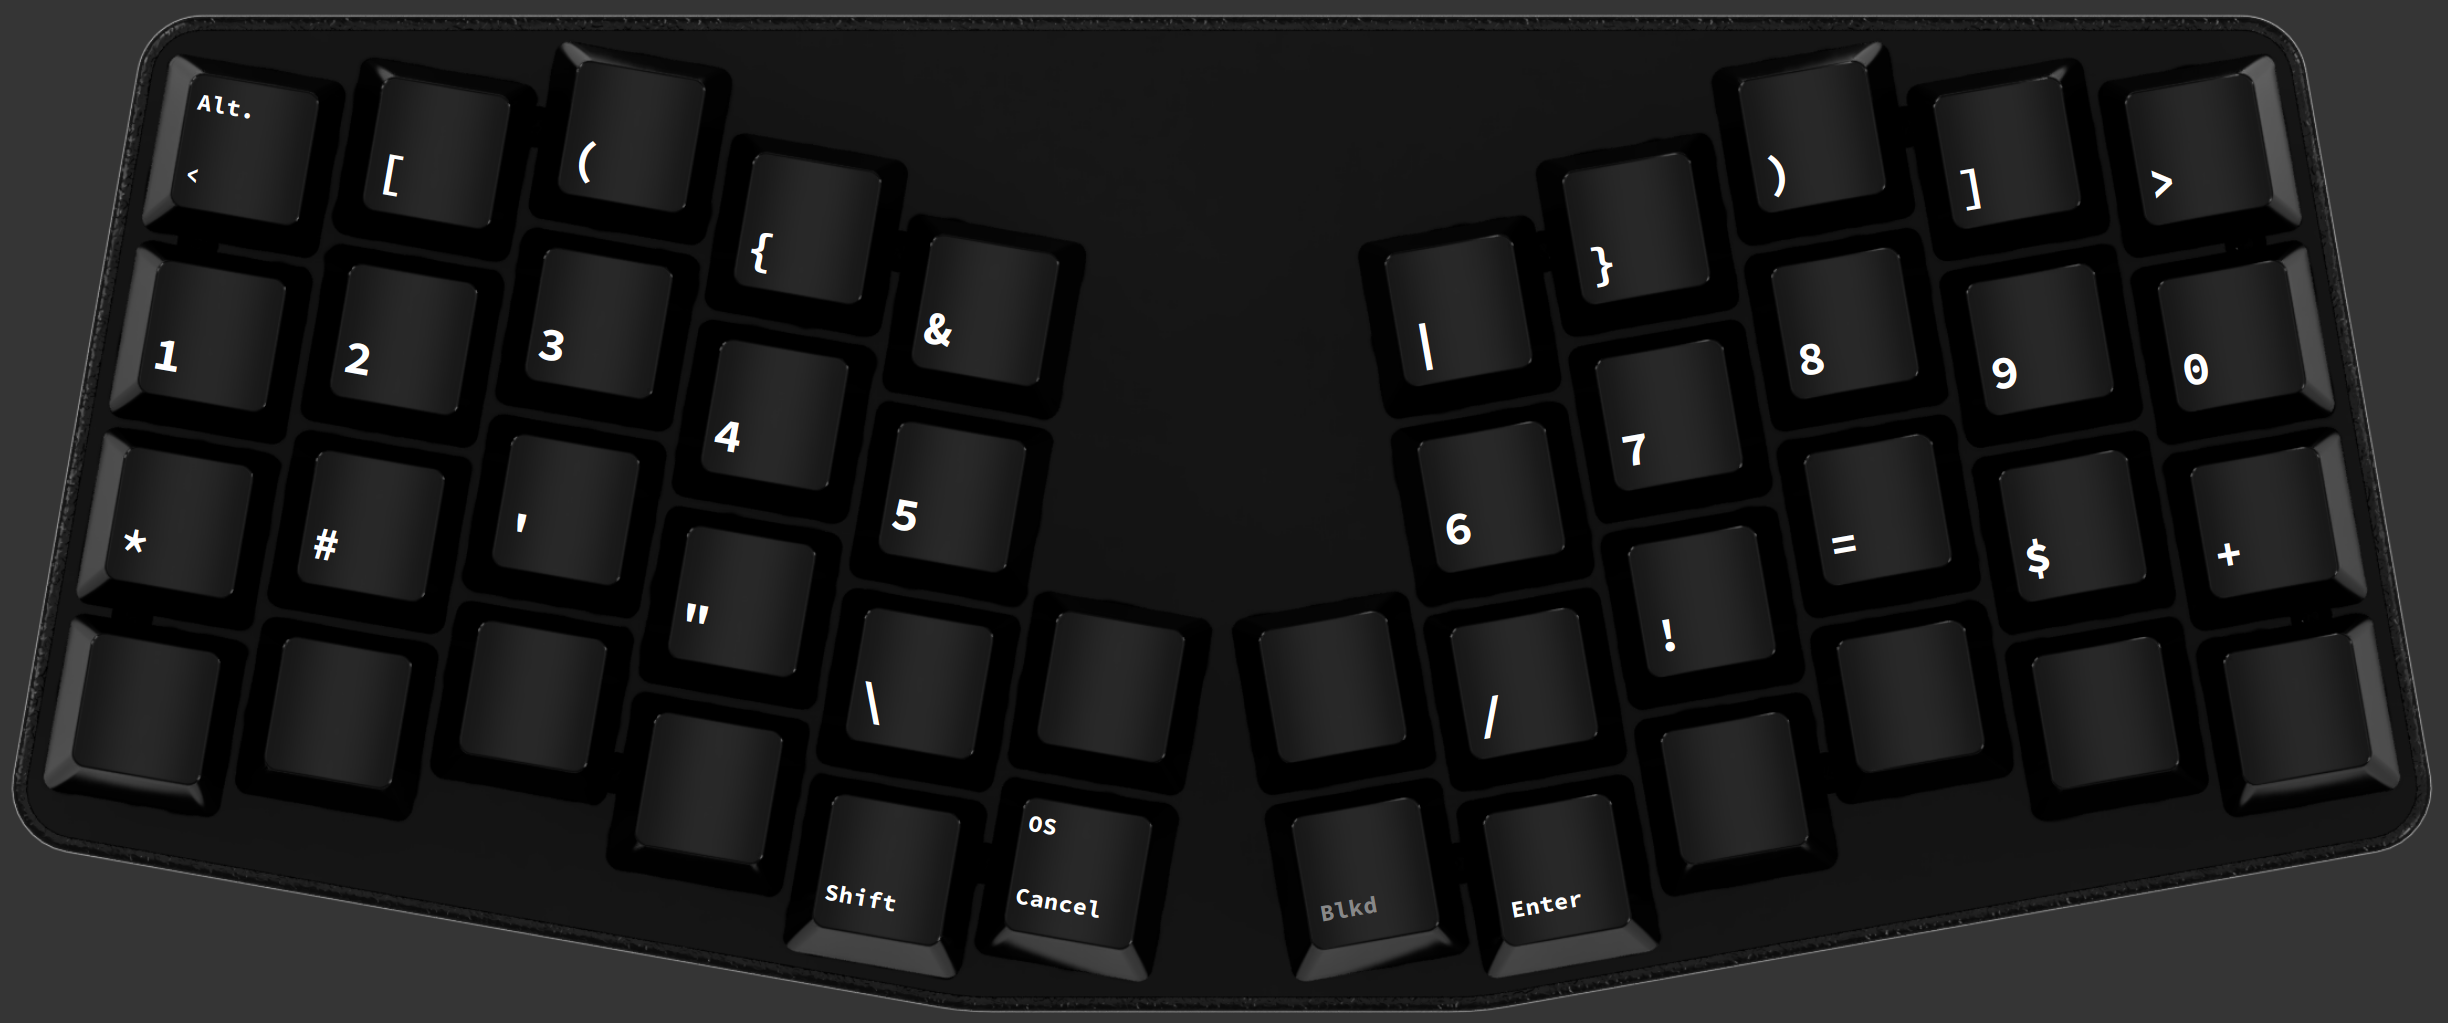 Alt.
< [ ( { & | } ) ] >
1 2 3 4 5 6 7 8 9 0
* # ' " \ / ! = $ +
Shift
OS
Cancel
Blkd
Enter